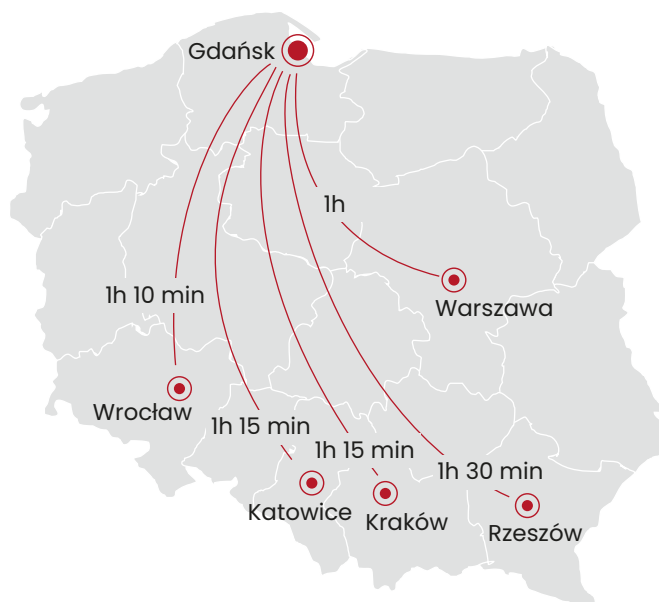 Gdańsk
1h
1h 10 min
Warszawa
Wrocław
1h 15 min
1h 15 min
1h 30 min
Katowice
Kraków
Rzeszów